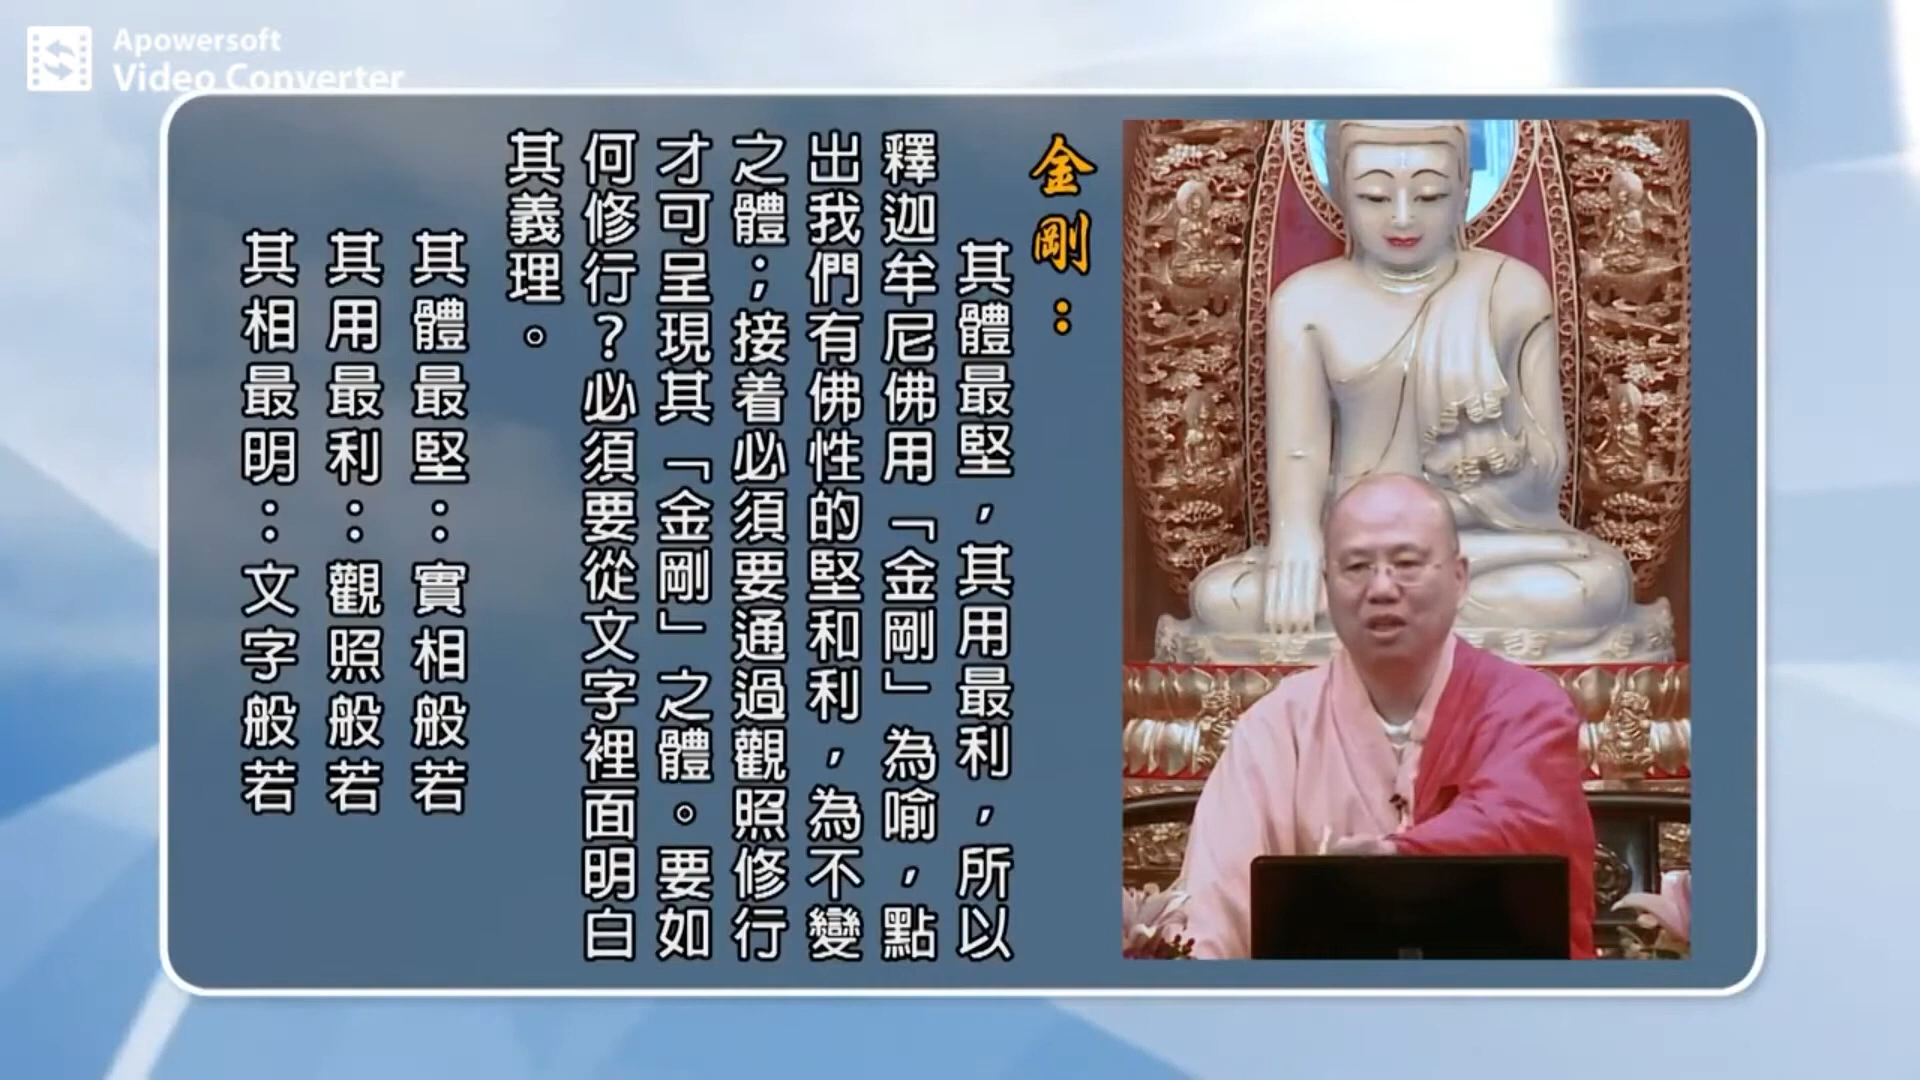 Apowersoft
Video Converter
金剛：
其體最堅，其用最利，所以
釋迦牟尼佛用「金剛」為喻，點
出我們有佛性的堅和利，為不變
之體；接着必須要通過觀照修行
才可呈現其「金剛」之體。要如
何修行？必須要從文字裡面明白
其義理。
其體最堅：實相般若
其用最利：觀照般若
其相最明：文字般若